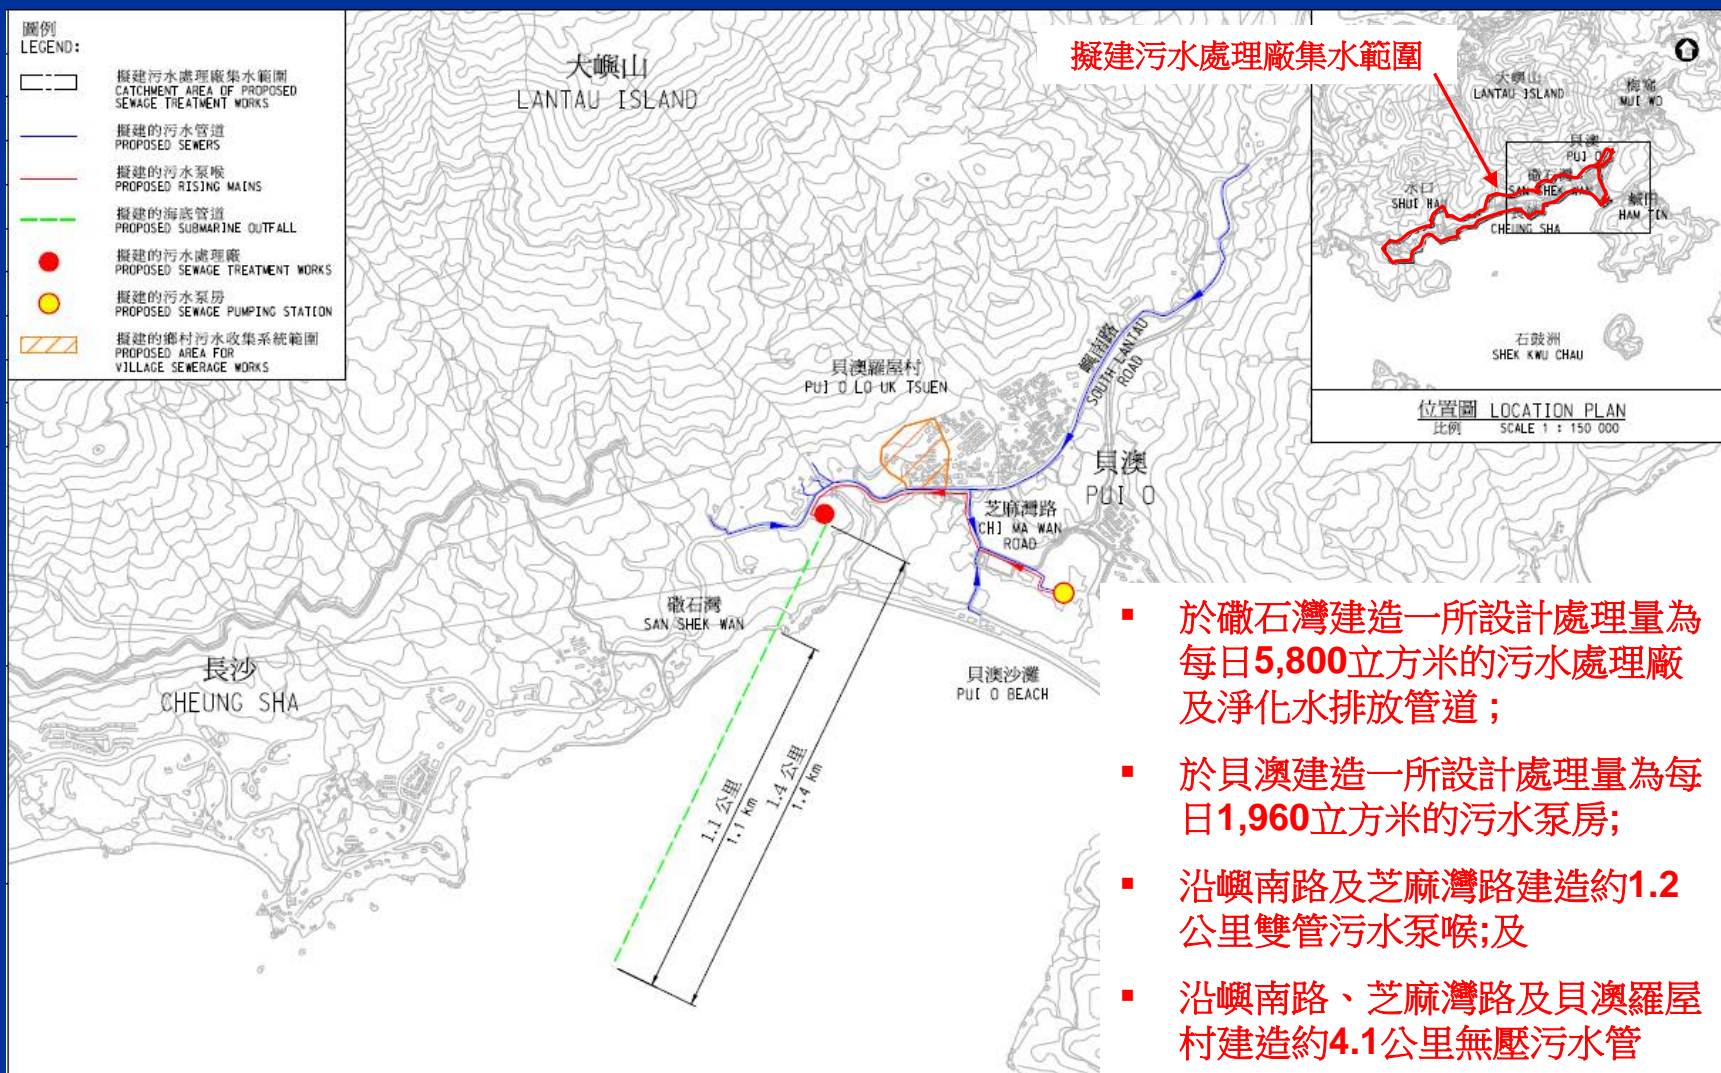 圖例
LEGEND:
擬建污水處理廠集水範圍
CATCHMENT AREA OF PROPOSED
SEWAGE TREATMENT WORKS
擬建的污水管道
PROPOSED SEWERS
擬建的污水泵喉
PROPOSED RISING MAINS
擬建的海底管道
PROPOSED SUBMARINE OUTFALL
擬建的污水處理廠
PROPOSED SEWAGE TREATMENT WORKS
擬建的污水泵房
PROPOSED SEWAGE PUMPING STATION
擬建的鄉村污水收集系統範圍
PROPOSED AREA FOR
VILLAGE SEWERAGE WORKS
大嶼山
LANTAU ISLAND
擬建污水處理廠集水範圍
大嶼山
LANTAU ISLAND
梅窩
MUI WO
貝澳
PUI O
水口
SHUI HA
䃟石灣
SAN SHEK WAN
鹹田
HAM TIN
長沙
CHEUNG SHA
石鼓洲
SHEK KWU CHAU
位置圖 LOCATION PLAN
比例 SCALE 1 : 150 000
嶼南路
SOUTH LANTAU
ROAD
貝澳羅屋村
PUI O LO UK TSUEN
貝澳
PUI O
芝麻灣路
CHI MA WAN
ROAD
䃟石灣
SAN SHEK WAN
長沙
CHEUNG SHA
貝澳沙灘
PUI O BEACH
1.1 公里
1.1 km
1.4 公里
1.4 km
▪ 於䃟石灣建造一所設計處理量為
每日5,800立方米的污水處理廠
及淨化水排放管道；
▪ 於貝澳建造一所設計處理量為每
日1,960立方米的污水泵房;
▪ 沿嶼南路及芝麻灣路建造約1.2
公里雙管污水泵喉;及
▪ 沿嶼南路、芝麻灣路及貝澳羅屋
村建造約4.1公里無壓污水管